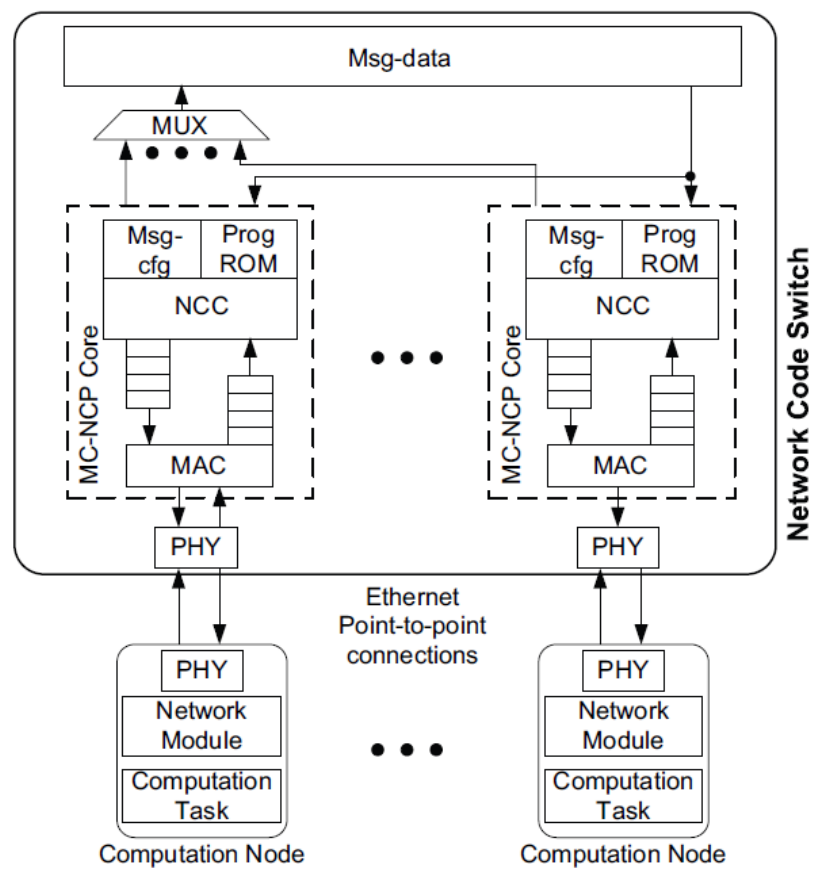 Msg-data
MUX
Msg-
cfg
Prog
ROM
NCC
MC-NCP Core
MAC
PHY
Msg-
cfg
Prog
ROM
NCC
MC-NCP Core
MAC
PHY
Network Code Switch
Ethernet
Point-to-point
connections
PHY
Network
Module
Computation
Task
Computation Node
PHY
Network
Module
Computation
Task
Computation Node